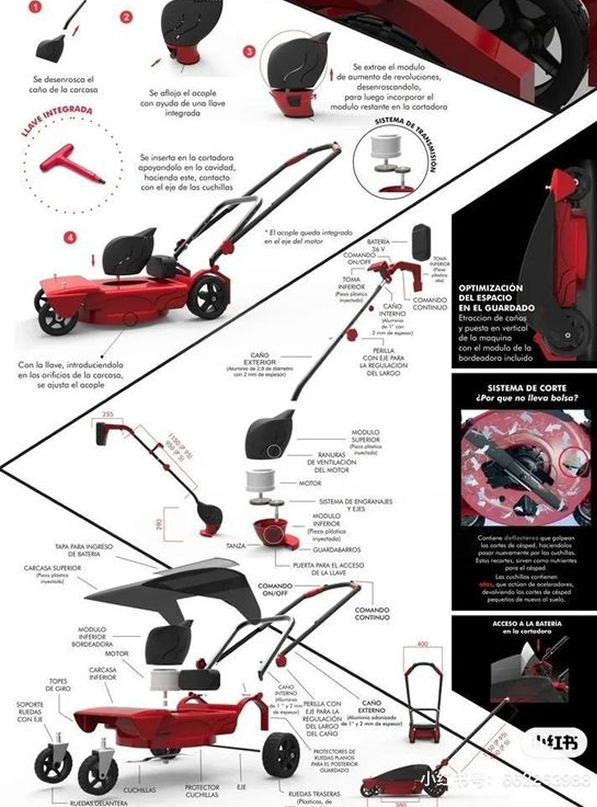 1
2
3
Se desenrosca el
caño de la carcasa
Se afloja el acople
con ayuda de una llave
integrada
Se extrae el modulo
de aumento de revoluciones,
desenroscandolo,
para luego incorporar el
modulo restante en la cortadora
LLAVE INTEGRADA
SISTEMA DE TRANSMISIÓN
Se inserta en la cortadora
apoyandolo en la cavidad,
haciendo este, contacto
con el eje de las cuchillas
4
* El acople queda integrado
en el eje del motor
Con la llave, introduciendola
en los orificios de la carcosa,
se ajusta el acople
BATERÍA
36 V
COMANDO
ON/OFF
TOMA
INFERIOR
(Pieza plástica
inyectada)
CAÑO
INTERNO
(Aluminio
de 1" con
2 mm de espesor)
COMANDO
CONTINUO
TOMA
INFERIOR
CAÑO
EXTERIOR
(Aluminio de 2,8 de diámetro
con 2 mm de espesor)
PERILLA
CON EJE PARA
LA REGULACIÓN
DEL LARGO
OPTIMIZACIÓN
DEL ESPACIO
EN EL GUARDADO
Etraccion de cañas
y puesta en vertical
de la maquina
con el modulo de la
bordeadora incluido
SISTEMA DE CORTE
¿Por que no lleva bolsa?
Contiene deflectores que golpean
los cortes de césped, haciendolos
pasar nuevamente por las cuchillas.
Estos recortes, sirven como nutrientes
para el césped.
Las cuchillas contienen
alas, que actúan de aceleradores,
devolviendo los cortes de césped
pequeños de nuevo al suelo.
ACCESO A LA BATERÍA
en la cortadora
255
1150 (P. 95)
950 (P. 5)
290
MODULO
SUPERIOR
(Pieza plástica
inyectada)
RANURAS
DE VENTILACIÓN
DEL MOTOR
MOTOR
SISTEMA DE ENGRANAJES
Y EJES
MODULO
INFERIOR
(Pieza plástica
inyectada)
TANZA
GUARDABARROS
PUERTA PARA EL ACCESO
DE LA LLAVE
TAPA PARA INGRESO
DE BATERIA
CARCASA SUPERIOR
(Pieza plástica
inyectada)
COMANDO
ON/OFF
COMANDO
CONTINUO
MODULO
INFERIOR
BORDEADORA
MOTOR
TOPES
DE GIRO
CARCASA
INFERIOR
SOPORTE
RUEDAS
CON EJE
CAÑO
INTERNO
(Aluminio
de 1" y 2 mm
de espesor)
PERILLA CON
EJE PARA LA
REGULACIÓN
DEL LARGO
DEL CAÑO
CAÑO
EXTERNO
(Aluminio adonizado
de 1" y 2 mm de espesor)
PROTECTORES DE
RUEDAS PLANOS
PARA EL POSTERIOR
GUARDADO
RUEDAS DELANTERA
CUCHILLAS
PROTECTOR
CUCHILLAS
EJE
RUEDAS TRASERAS
(Plasticas, de
400
560
小红书
小红书号: